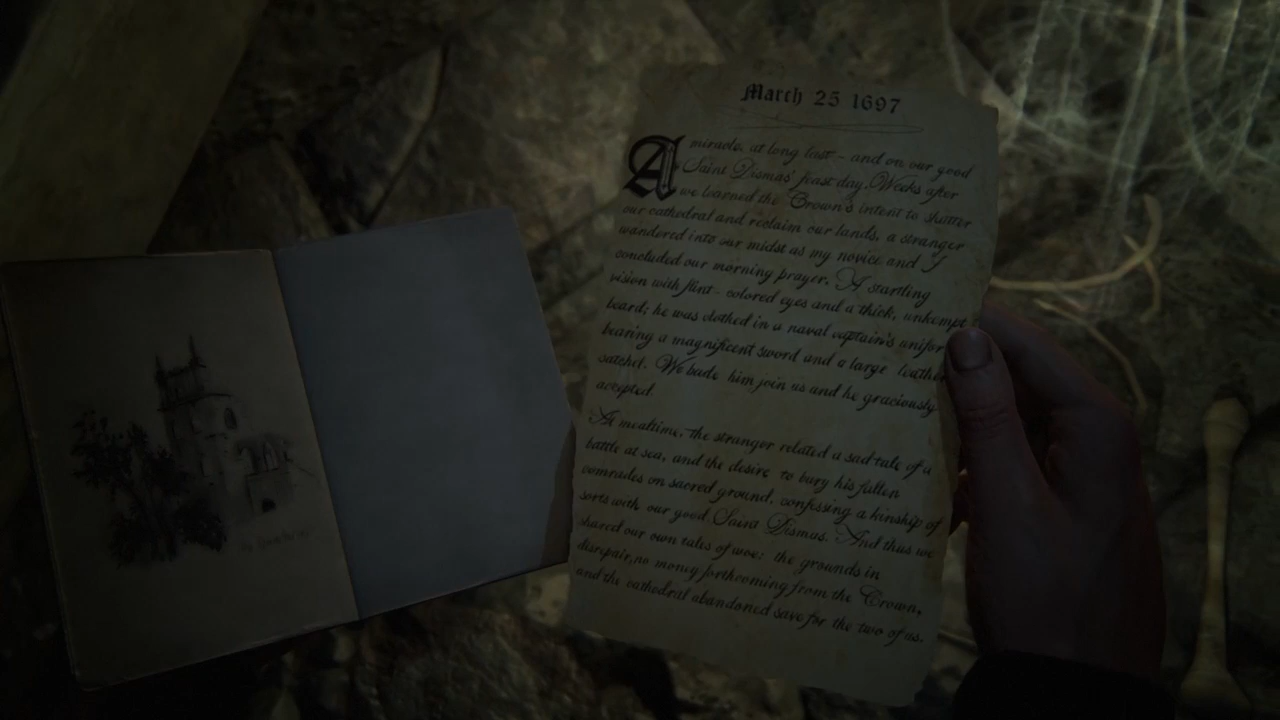 March 25 1697
A miracle, at long last – and on our good
Saint Dismas' feast day. Weeks after
we learned the Crown's intent to shutter
our cathedral and reclaim our lands, a stranger
wandered into our midst as my novice and I
concluded our morning prayer. A startling
vision with flint-colored eyes and a thick, unkempt
beard; he was clothed in a naval captain's unifor
bearing a magnificent sword and a large leather
satchel. We bade him join us and he graciously
accepted.
At mealtime, the stranger related a sad tale of a
battle at sea, and the desire to bury his fallen
comrades on sacred ground, confessing a kinship of
sorts with our good Saint Dismas. And thus we
shared our own tales of woe: the grounds in
disrepair, no money forthcoming from the Crown,
and the cathedral abandoned save for the two of us.